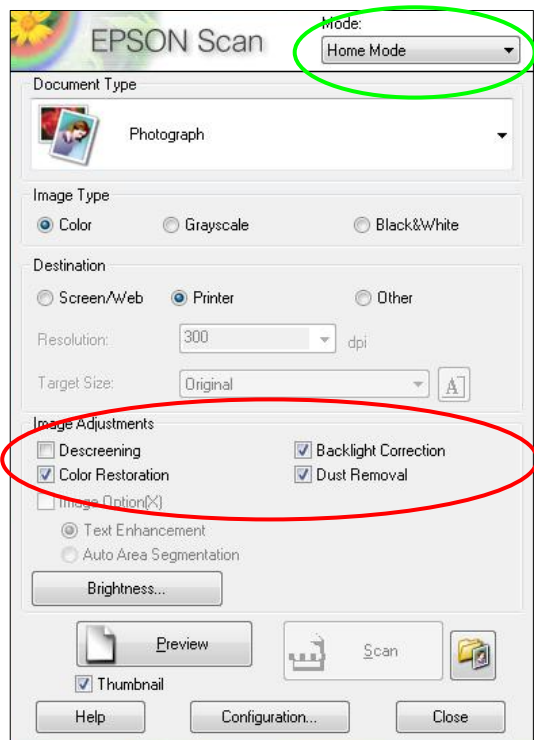 EPSON Scan
Mode:
Home Mode
Document Type
Photograph
Image Type
Color Grayscale Black&White
Destination
Screen/Web Printer Other
Resolution: 300 dpi
Target Size: Original A
Image Adjustments
Descreening Backlight Correction
Color Restoration Dust Removal
Image Option(X)
Text Enhancement
Auto Area Segmentation
Brightness...
Preview Scan
Thumbnail
Help Configuration... Close